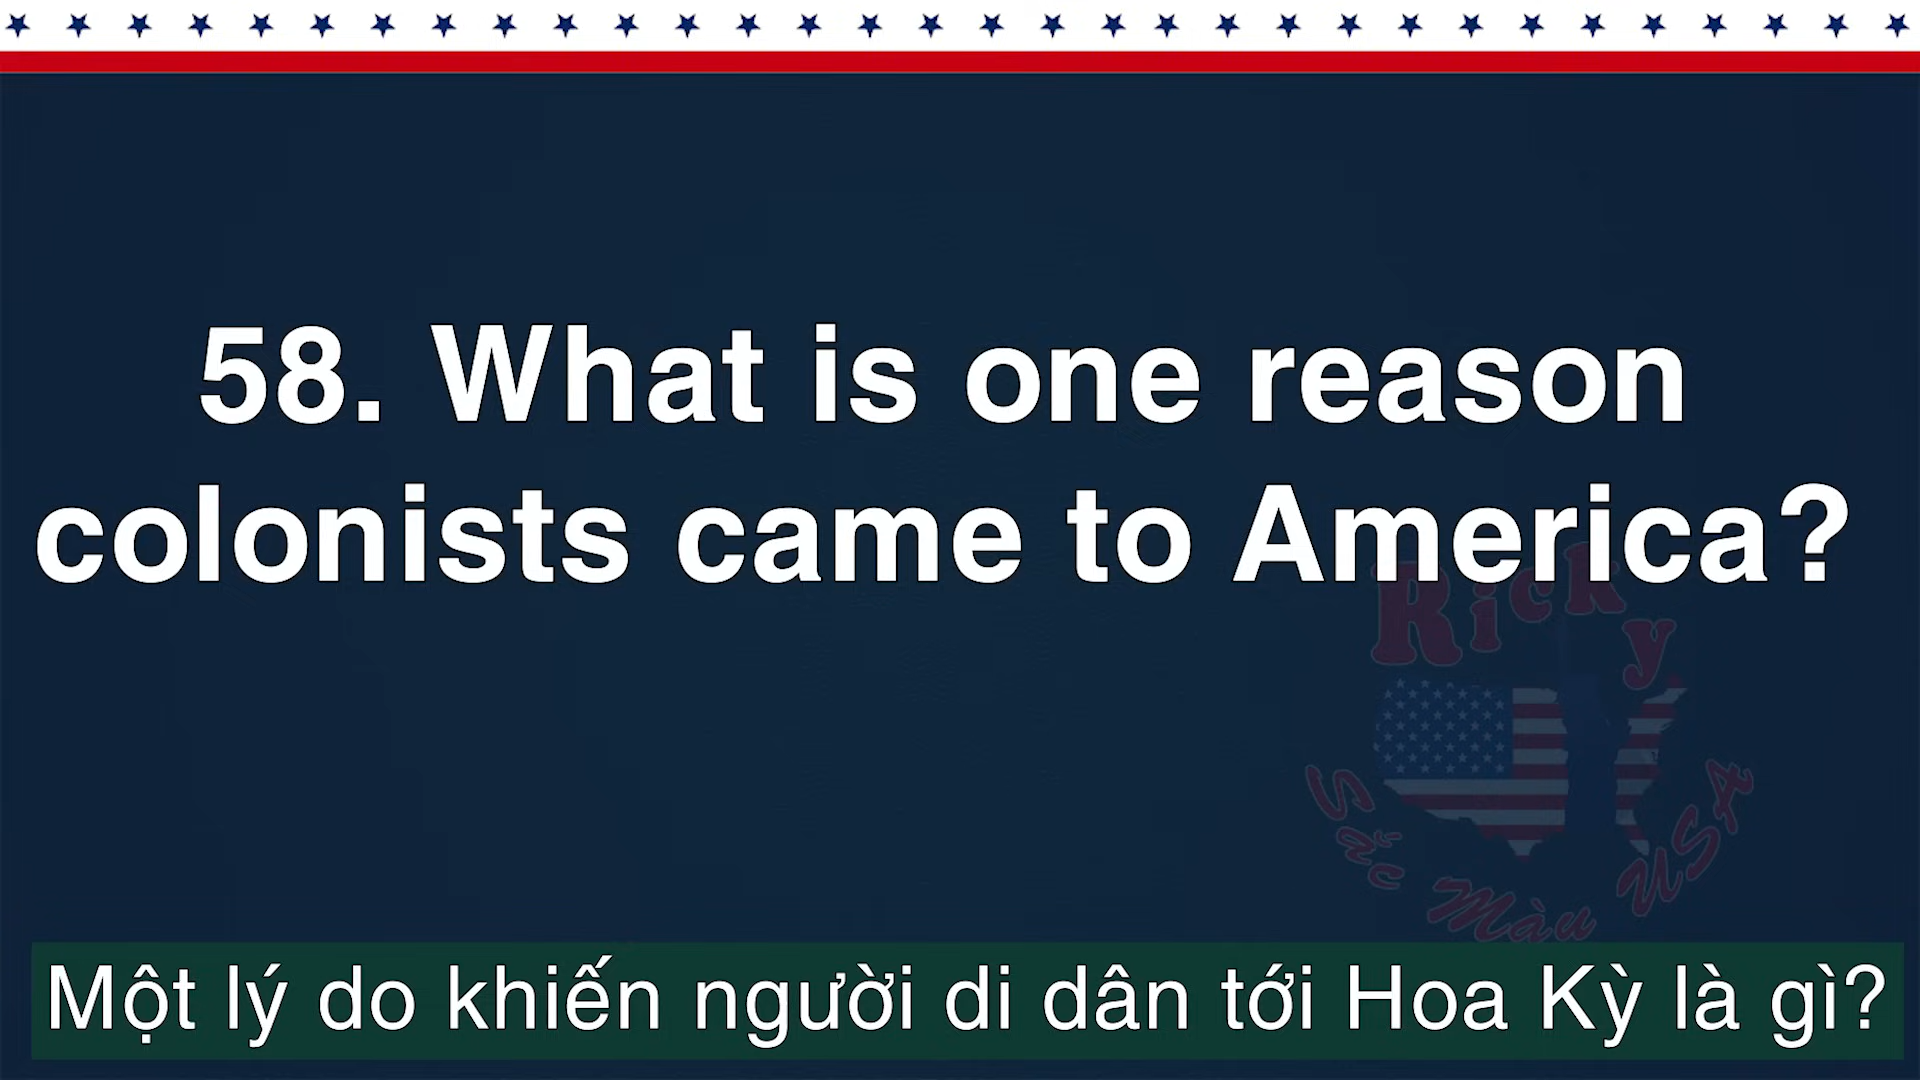 58. What is one reason
colonists came to America?
Ricky
Sắc Màu USA
Một lý do khiến người di dân tới Hoa Kỳ là gì?